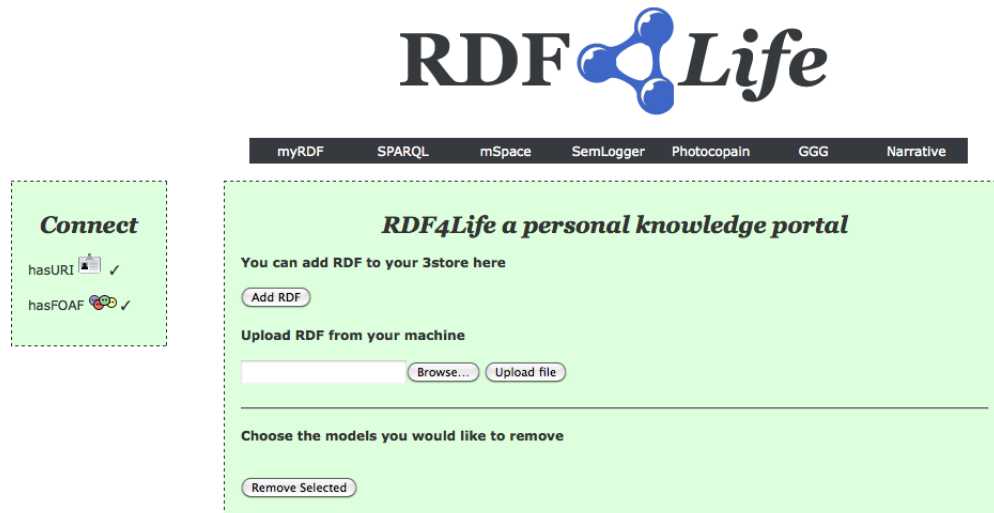 RDF Life
myRDF SPARQL mSpace SemLogger Photocopain GGG Narrative
Connect
hasURI ✓
hasFOAF ✓
RDF4Life a personal knowledge portal
You can add RDF to your 3store here
Add RDF
Upload RDF from your machine
Browse... Upload file
Choose the models you would like to remove
Remove Selected